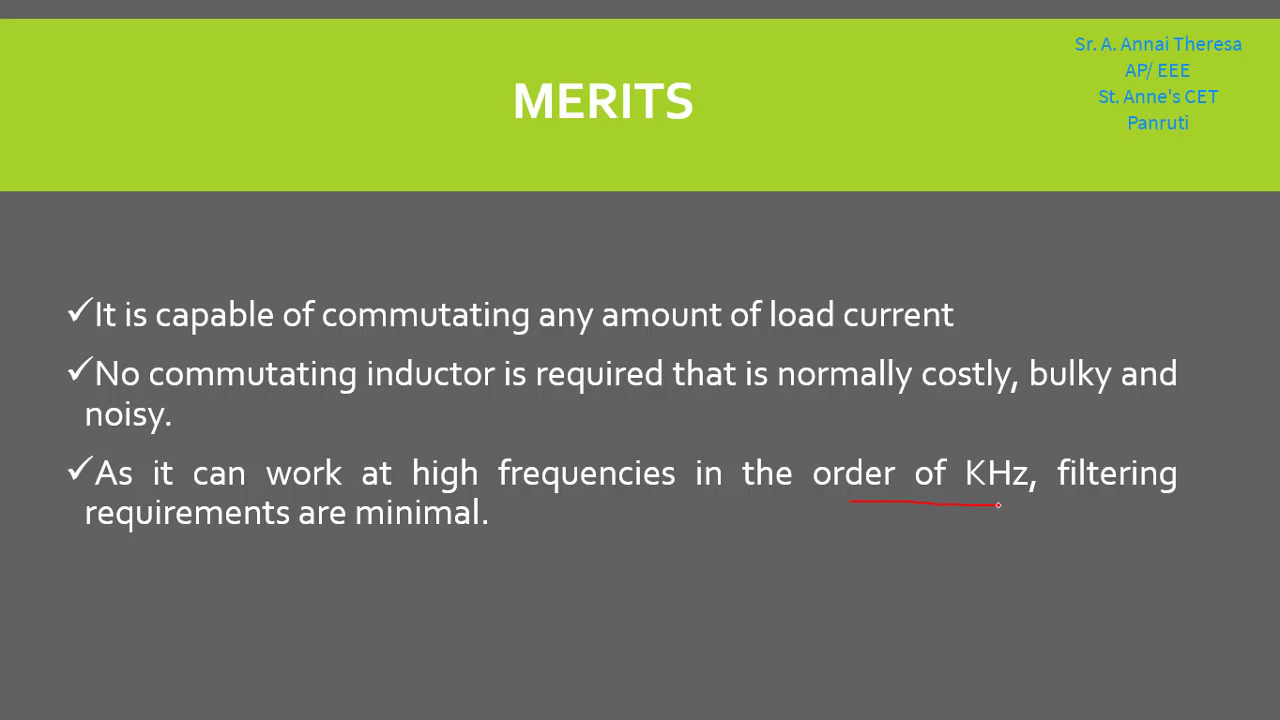 MERITS
Sr. A. Annai Theresa
AP/ EEE
St. Anne's CET
Panruti
✓It is capable of commutating any amount of load current
✓No commutating inductor is required that is normally costly, bulky and
noisy.
✓As it can work at high frequencies in the order of KHz, filtering
requirements are minimal.